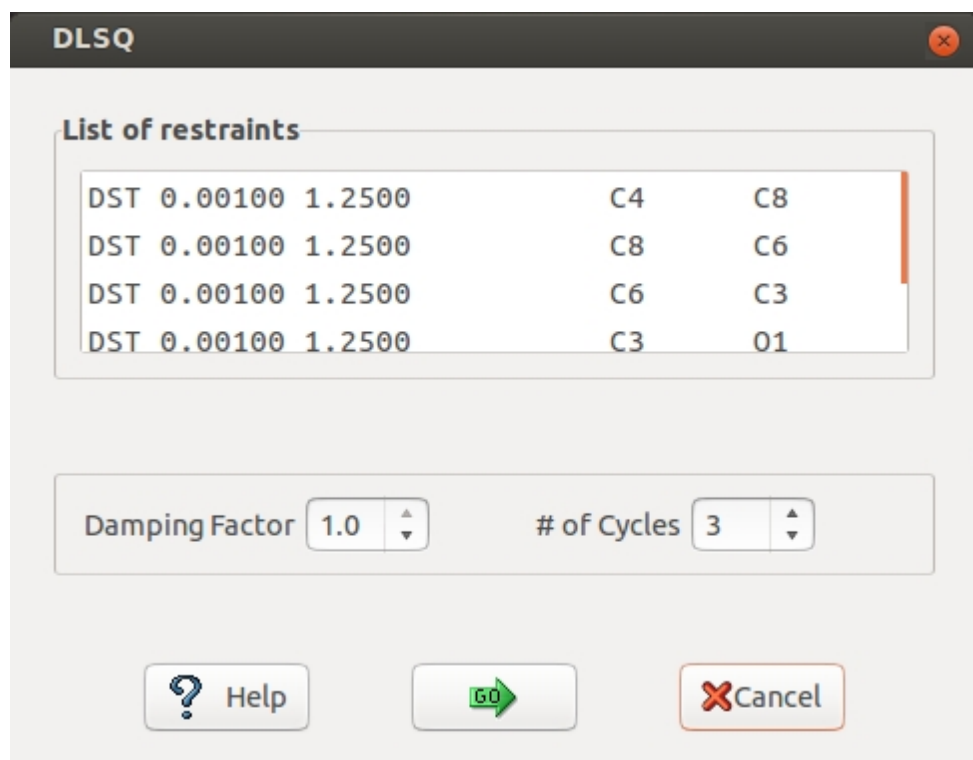 DLSQ
List of restraints
DST 0.00100 1.2500 C4 C8
DST 0.00100 1.2500 C8 C6
DST 0.00100 1.2500 C6 C3
DST 0.00100 1.2500 C3 O1
Damping Factor 1.0 # of Cycles 3
? Help GO Cancel